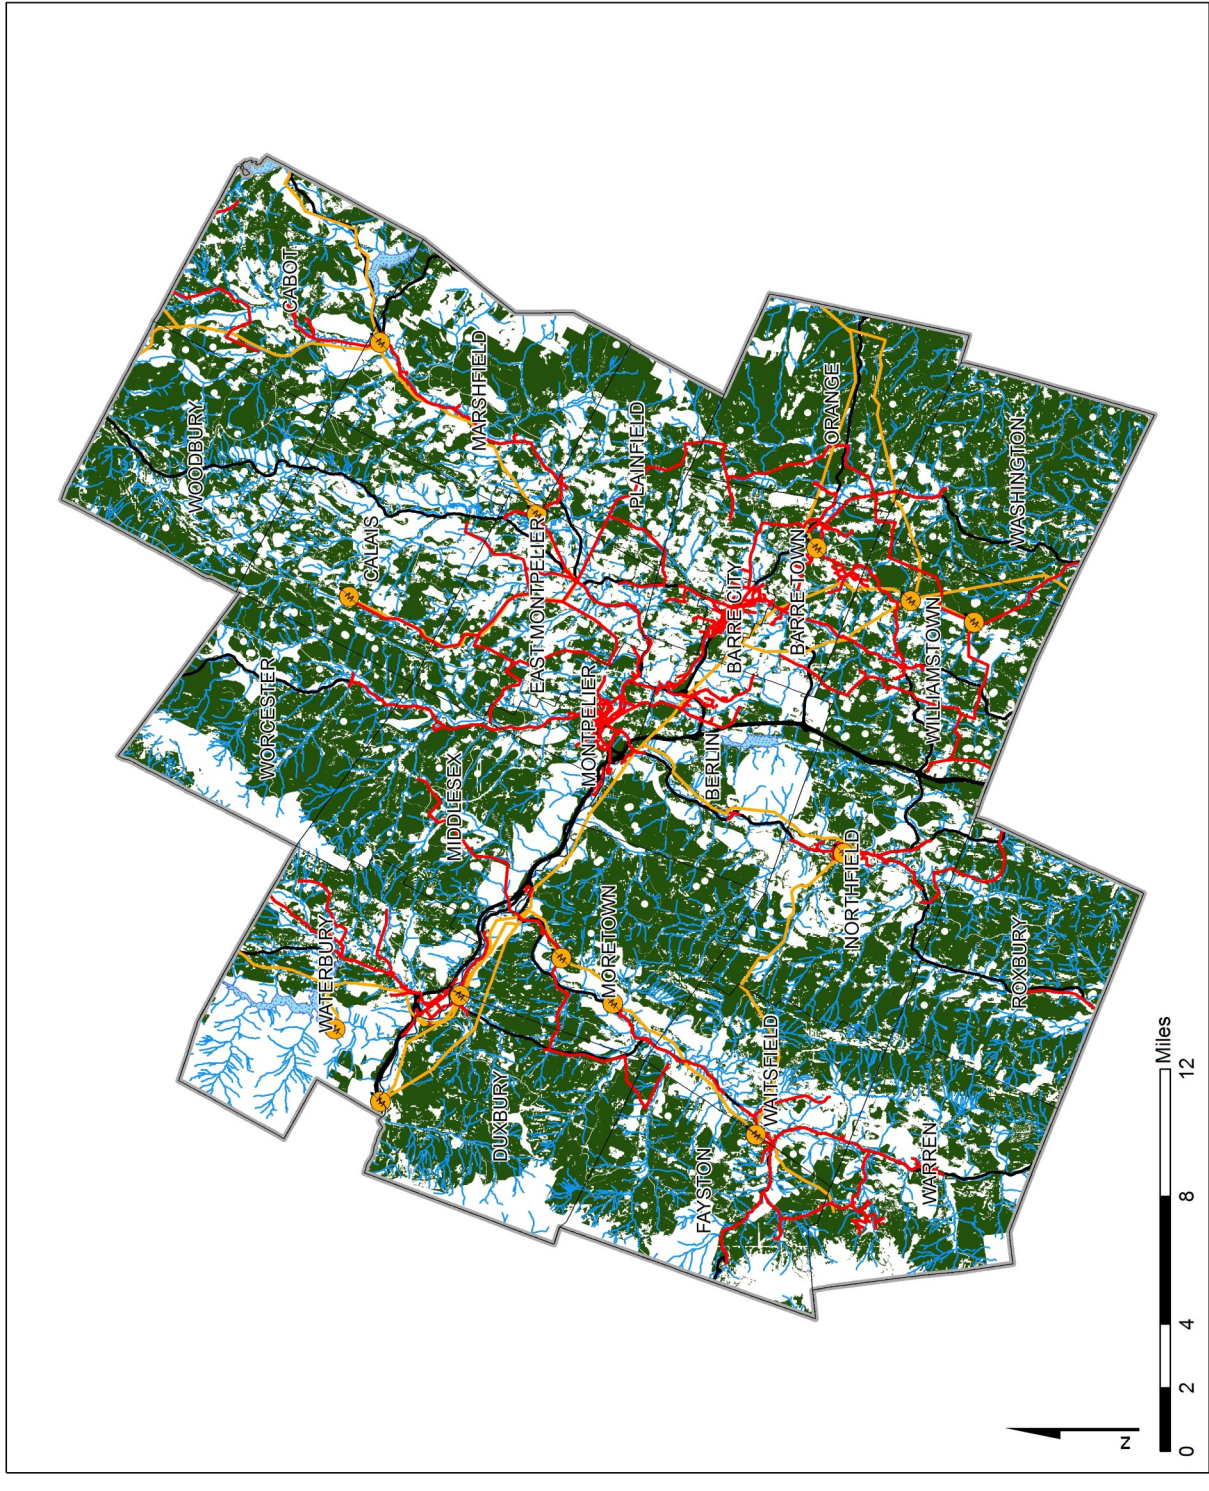 WOODBURY
WORCESTER
CABOT
WATERBURY
CALAIS
MIDDLESEX
MARSHFIELD
DUXBURY
EAST MONTPELIER
MONTPELIER
MORETOWN
PLAINFIELD
FAYSTON
BERLIN
BARRE CITY
WAITSFIELD
BARRE TOWN
ORANGE
NORTHFIELD
WARREN
WILLIAMSTOWN
WASHINGTON
ROXBURY
N
Miles
0 2 4 8 12